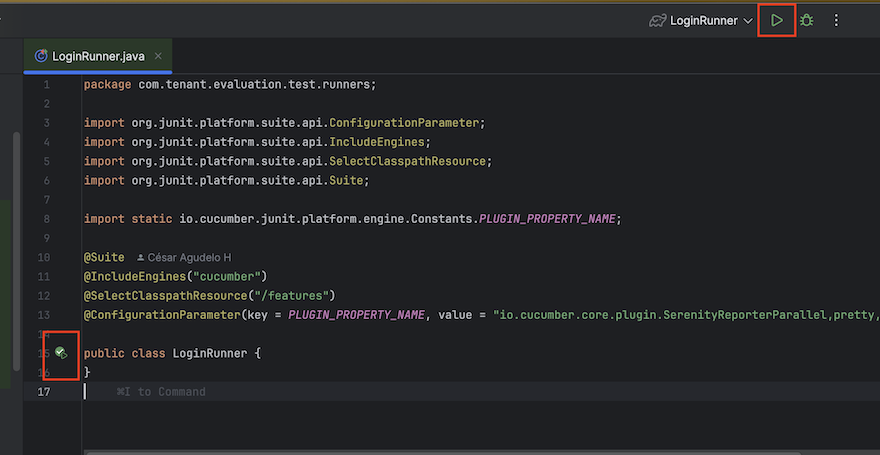 LoginRunner
LoginRunner.java
1 package com.tenant.evaluation.test.runners;
2
3 import org.junit.platform.suite.api.ConfigurationParameter;
4 import org.junit.platform.suite.api.IncludeEngines;
5 import org.junit.platform.suite.api.SelectClasspathResource;
6 import org.junit.platform.suite.api.Suite;
7
8 import static io.cucumber.junit.platform.engine.Constants.PLUGIN_PROPERTY_NAME;
9
10 @Suite César Agudelo H
11 @IncludeEngines("cucumber")
12 @SelectClasspathResource("/features")
13 @ConfigurationParameter(key = PLUGIN_PROPERTY_NAME, value = "io.cucumber.core.plugin.SerenityReporterParallel,pretty,
14
15 public class LoginRunner {
16 }
17 ⌘I to Command